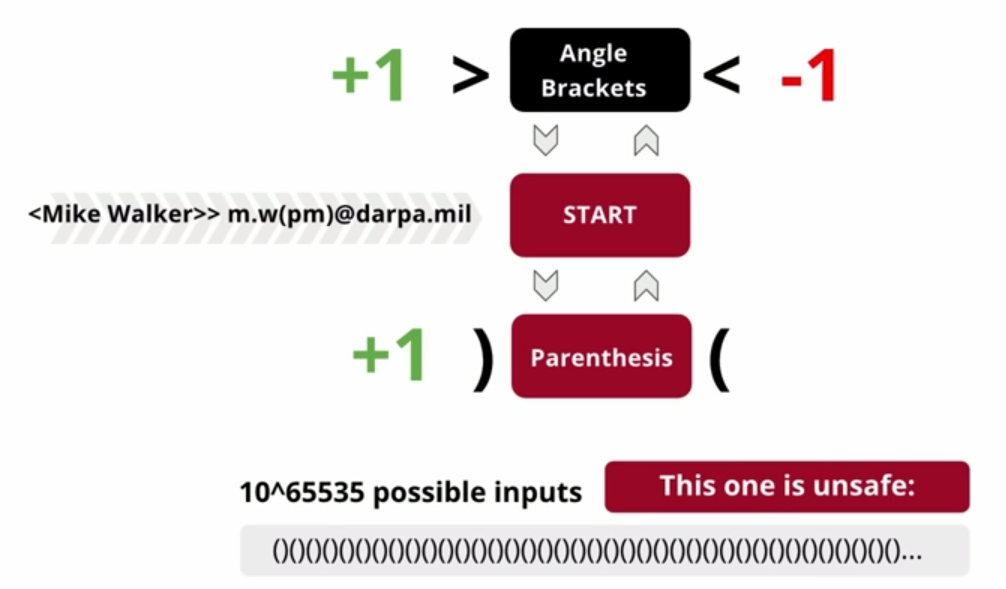 +1 > Angle < -1
Brackets
<Mike Walker>> m.w(pm)@darpa.mil START
+1 ) Parenthesis (
10^65535 possible inputs This one is unsafe:
()()()()()()()()()()()()()()()()()()()()()()()()()()()()()()()()()()()()()()...